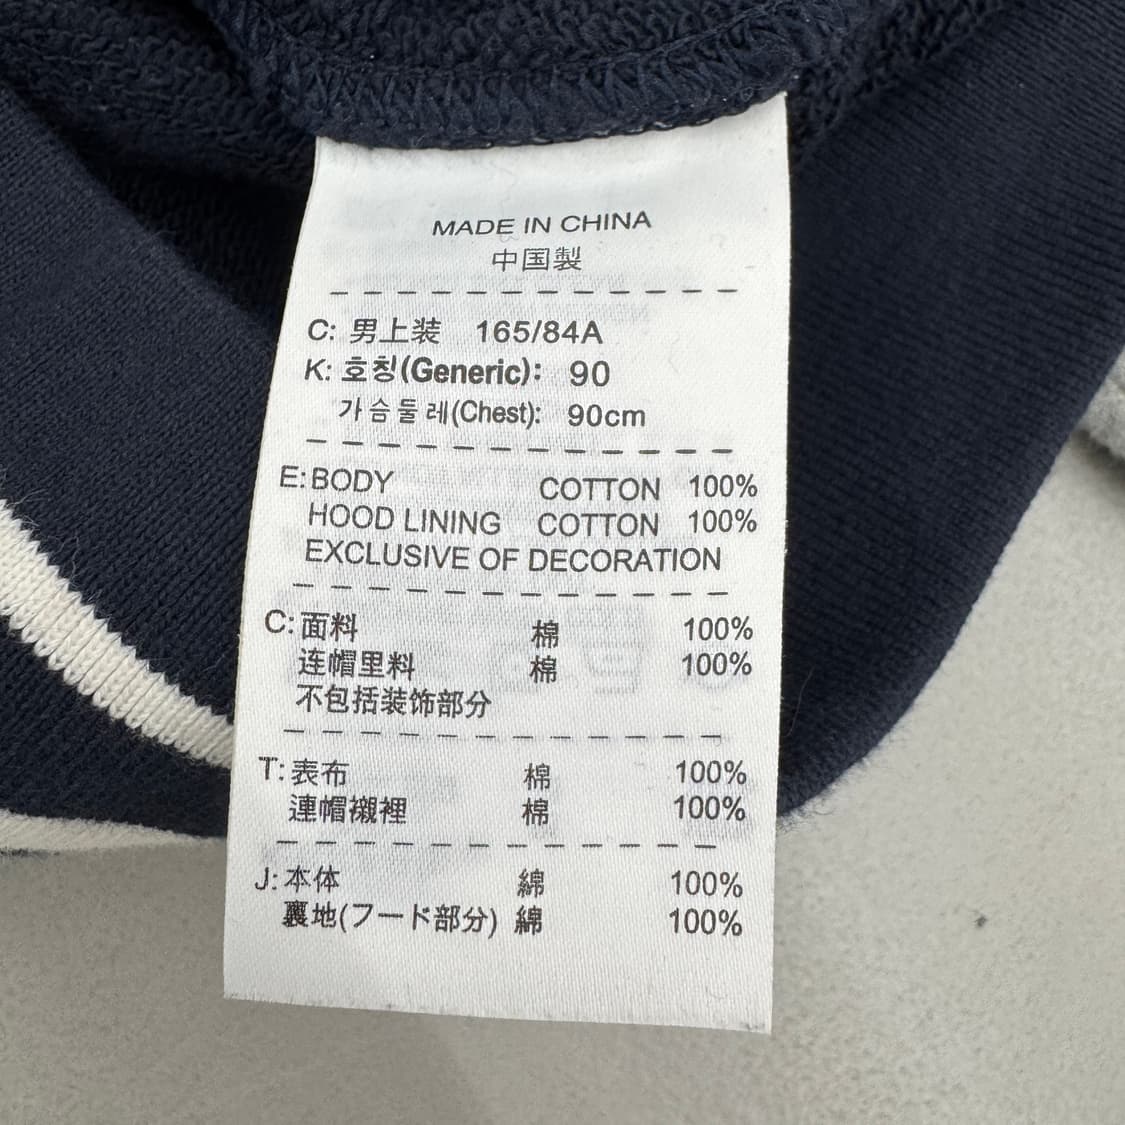 MADE IN CHINA
中国製
C: 男上装 165/84A
K: 호칭(Generic): 90
가슴둘레(Chest): 90cm
E: BODY COTTON 100%
HOOD LINING COTTON 100%
EXCLUSIVE OF DECORATION
C: 面料 棉 100%
连帽里料 棉 100%
不包括装饰部分
T: 表布 棉 100%
連帽襯裡 棉 100%
J: 本体 綿 100%
裏地(フード部分) 綿 100%